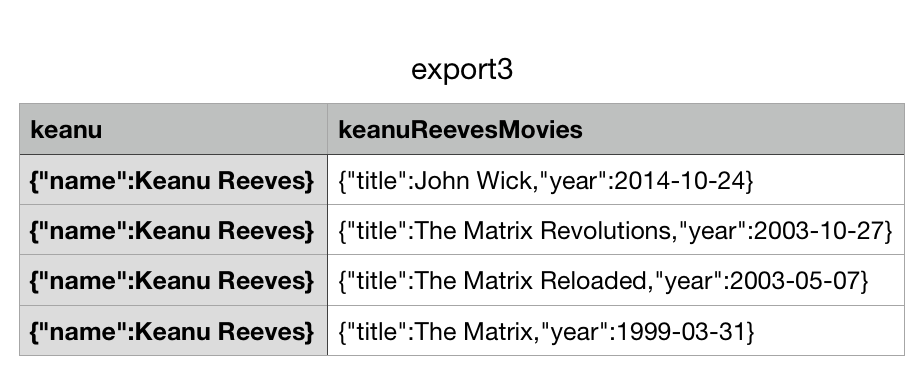 export3
keanu keanuReevesMovies
{"name":Keanu Reeves} {"title":John Wick,"year":2014-10-24}
{"name":Keanu Reeves} {"title":The Matrix Revolutions,"year":2003-10-27}
{"name":Keanu Reeves} {"title":The Matrix Reloaded,"year":2003-05-07}
{"name":Keanu Reeves} {"title":The Matrix,"year":1999-03-31}